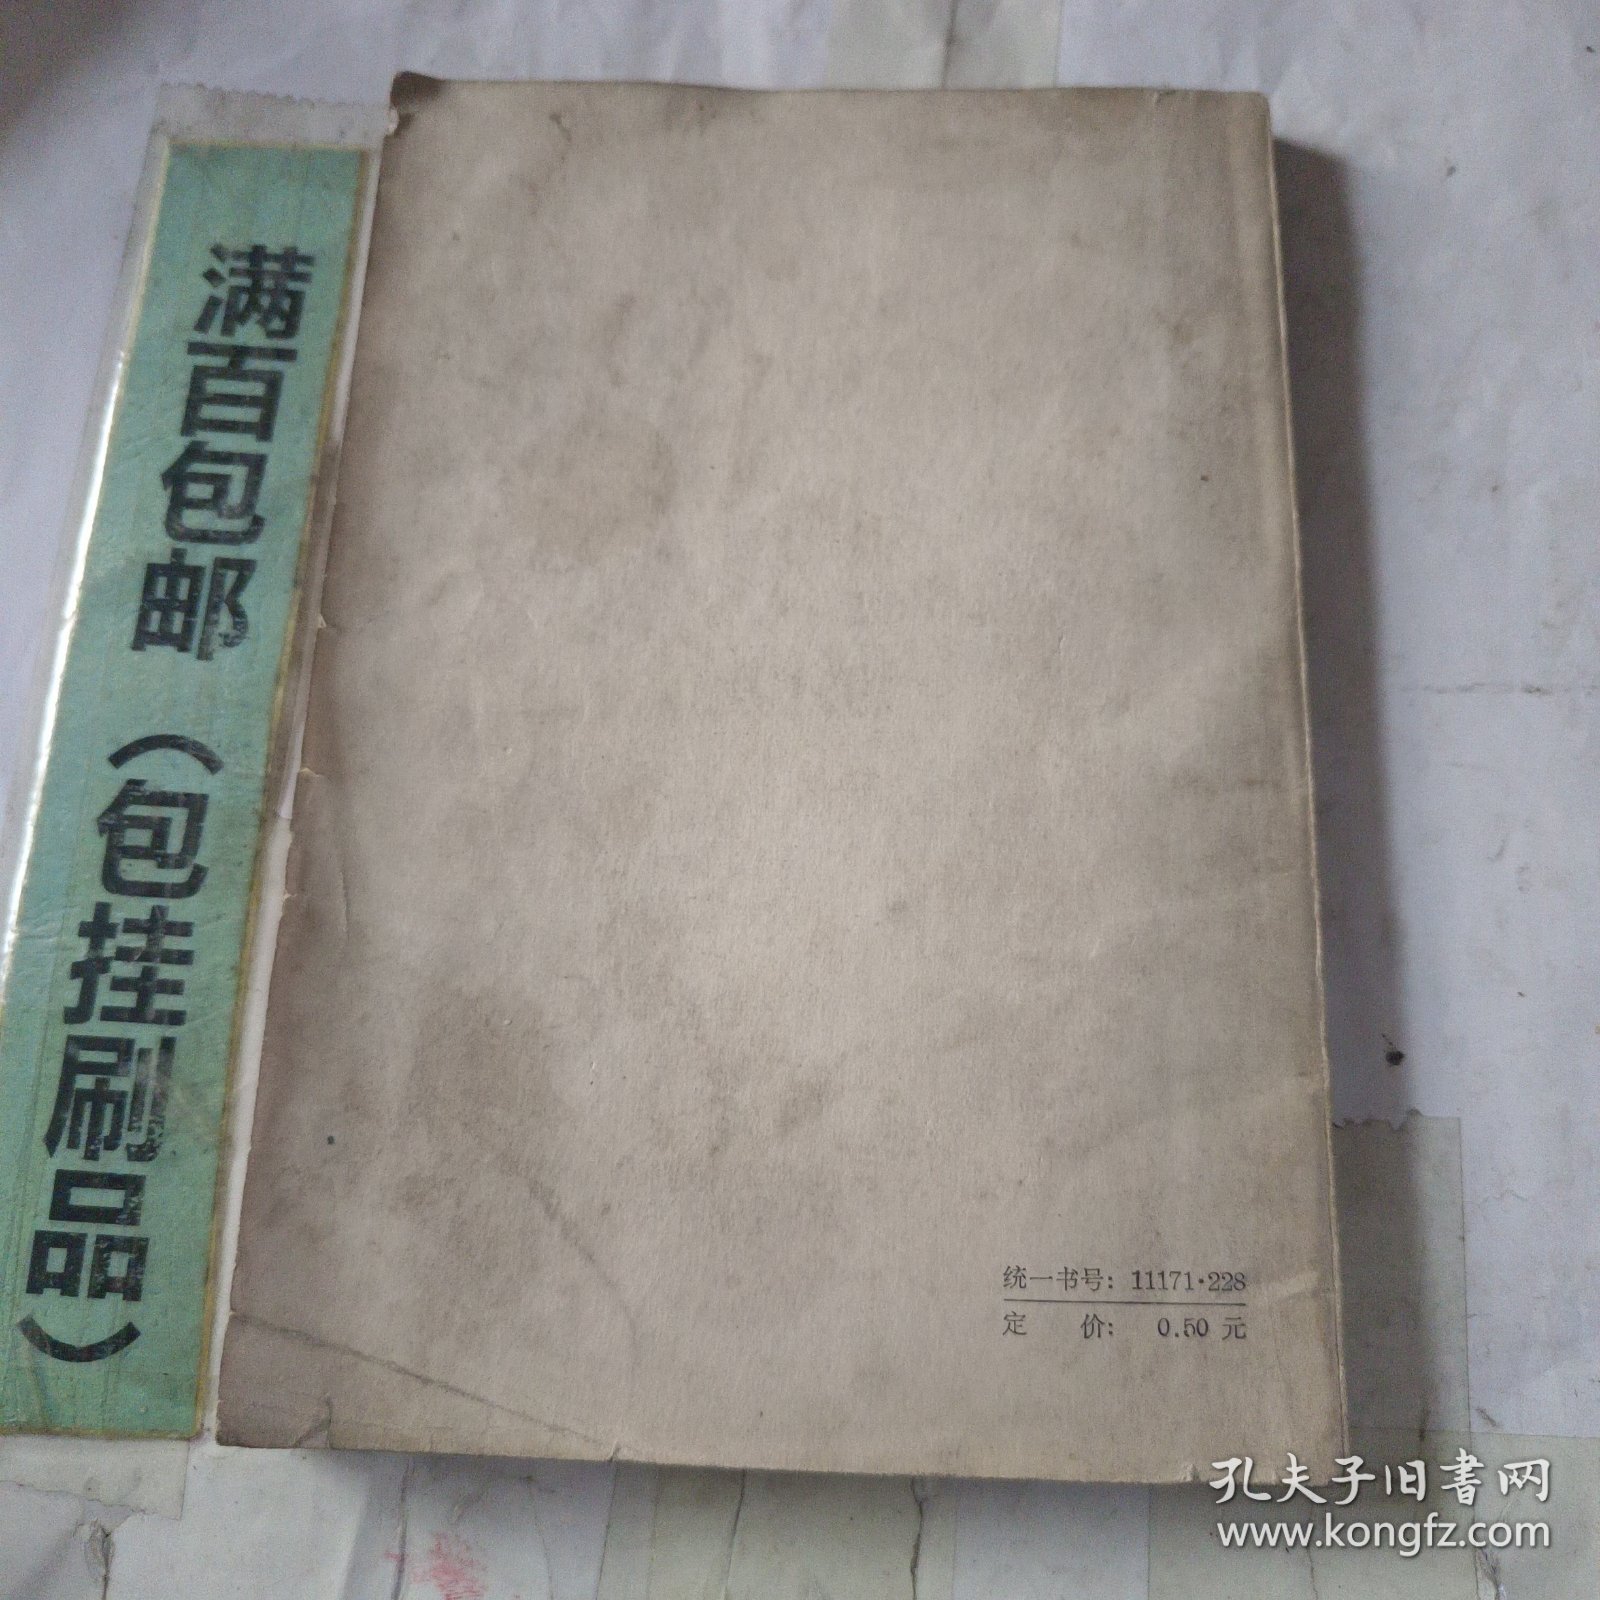 满百包邮（包挂刷品）
统一书号：11171·228
定　　价：　0.50 元
孔夫子旧書网
www.kongfz.com